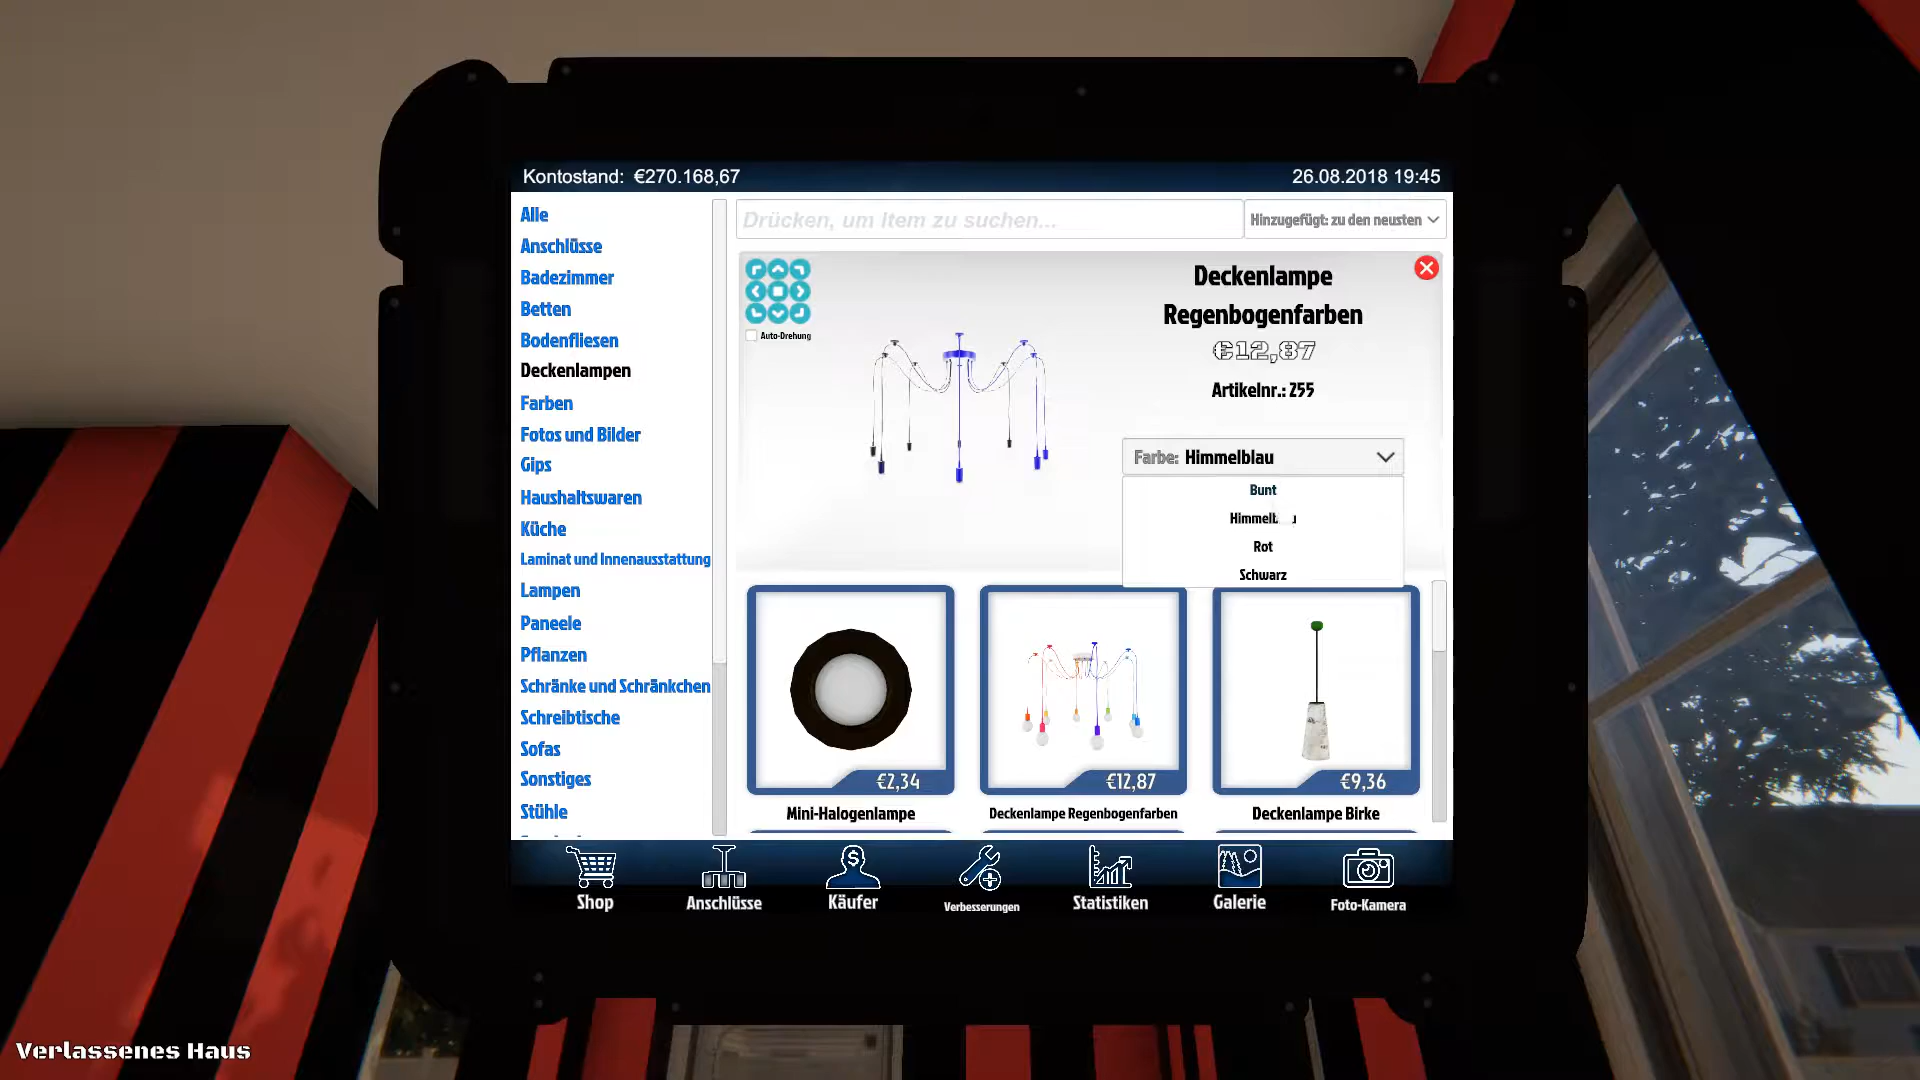 Kontostand: €270.168,67
26.08.2018 19:45
Alle
Anschlüsse
Badezimmer
Betten
Bodenfliesen
Deckenlampen
Farben
Fotos und Bilder
Gips
Haushaltswaren
Küche
Laminat und Innenausstattung
Lampen
Paneele
Pflanzen
Schränke und Schränkchen
Schreibtische
Sofas
Sonstiges
Stühle
Drücken, um Item zu suchen...
Hinzugefügt: zu den neusten
Auto-Drehung
Deckenlampe
Regenbogenfarben
€12,87
Artikelnr.: 255
Farbe: Himmelblau
Bunt
Rot
Schwarz
€2,34
€12,87
€9,36
Mini-Halogenlampe
Deckenlampe Regenbogenfarben
Deckenlampe Birke
Shop
Anschlüsse
Käufer
Verbesserungen
Statistiken
Galerie
Foto-Kamera
Verlassenes Haus